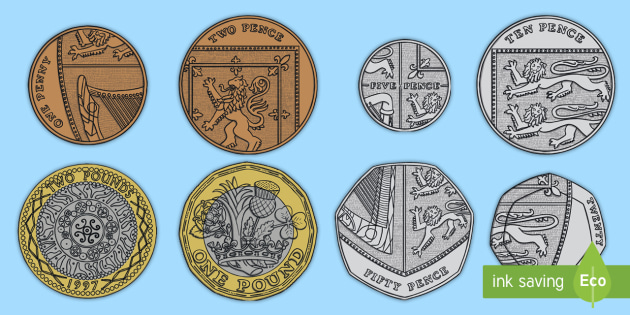 ONE PENNY
TWO PENCE
FIVE PENCE
TEN PENCE
TWO POUNDS
1997
ONE POUND
FIFTY PENCE
TWENTY
ink saving
Eco